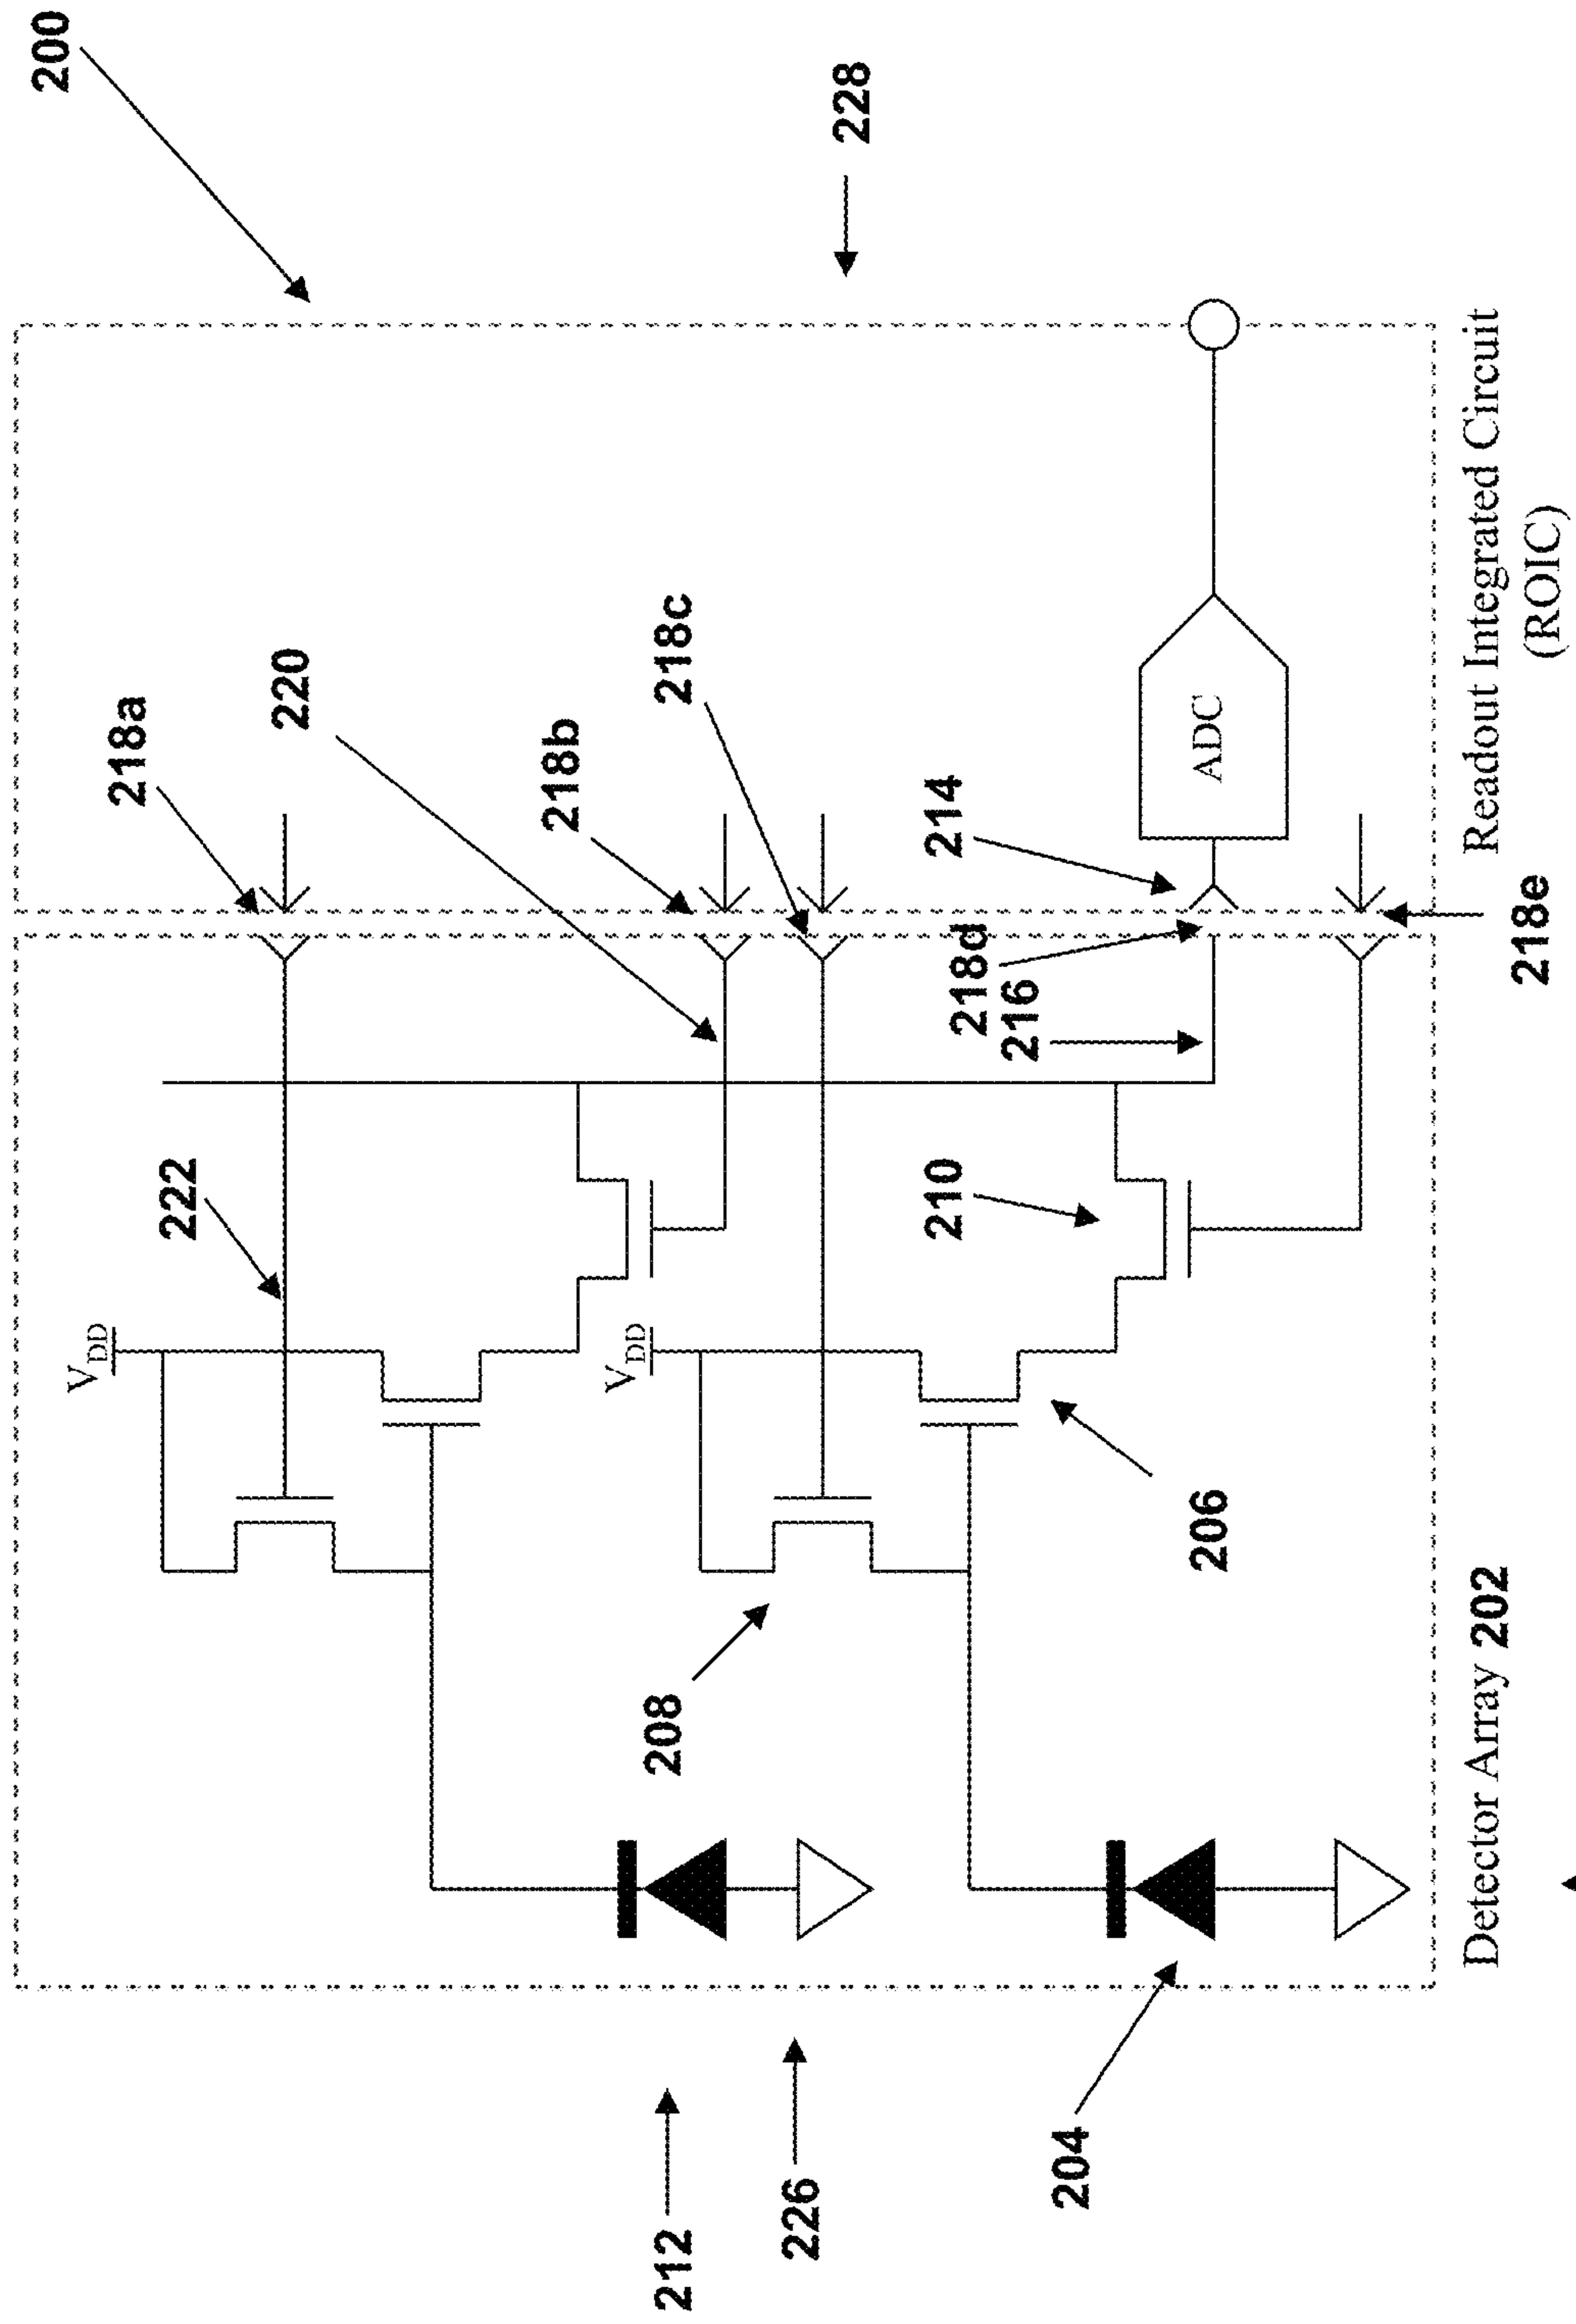 200
VDD
218a
222
220
218b
VDD
212
208
218c
226
228
210
214
218d
216
204
206
ADC
Detector Array 202
Readout Integrated Circuit
(ROIC)
218e